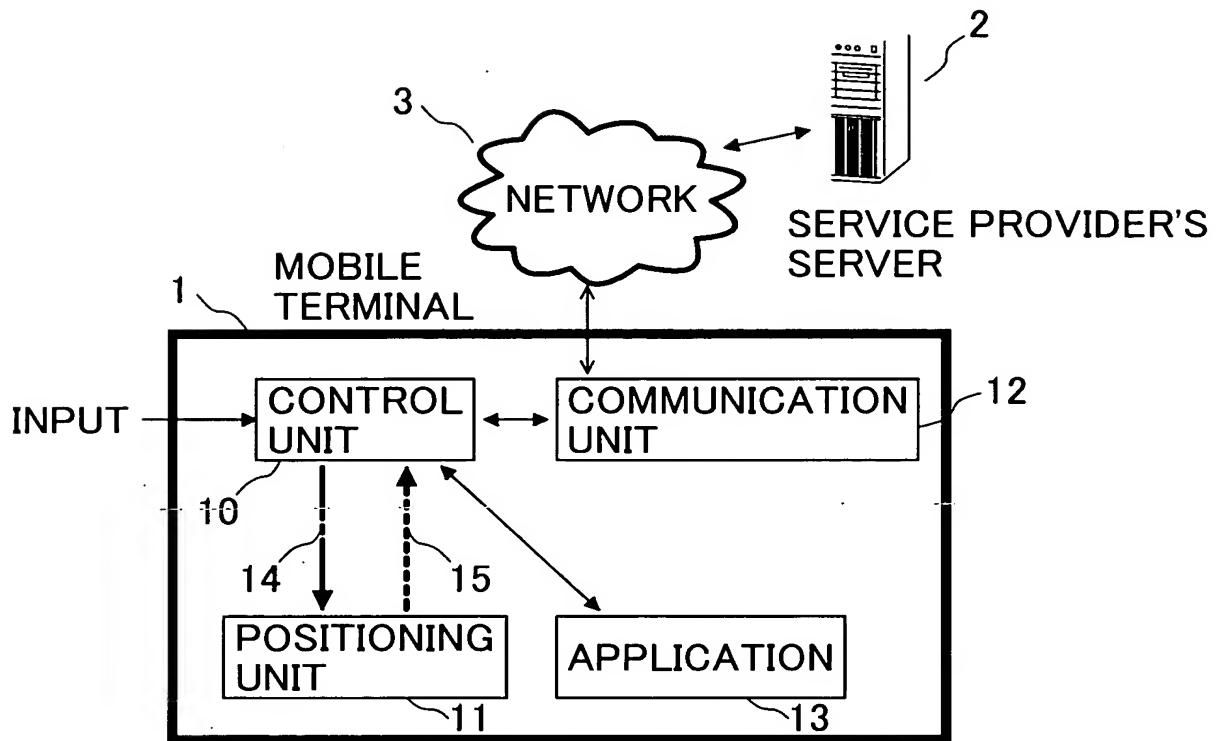 2
3
NETWORK
SERVICE PROVIDER'S
SERVER
MOBILE
TERMINAL
1
INPUT
CONTROL
UNIT
COMMUNICATION
UNIT
12
10
14
15
POSITIONING
UNIT
APPLICATION
11
13